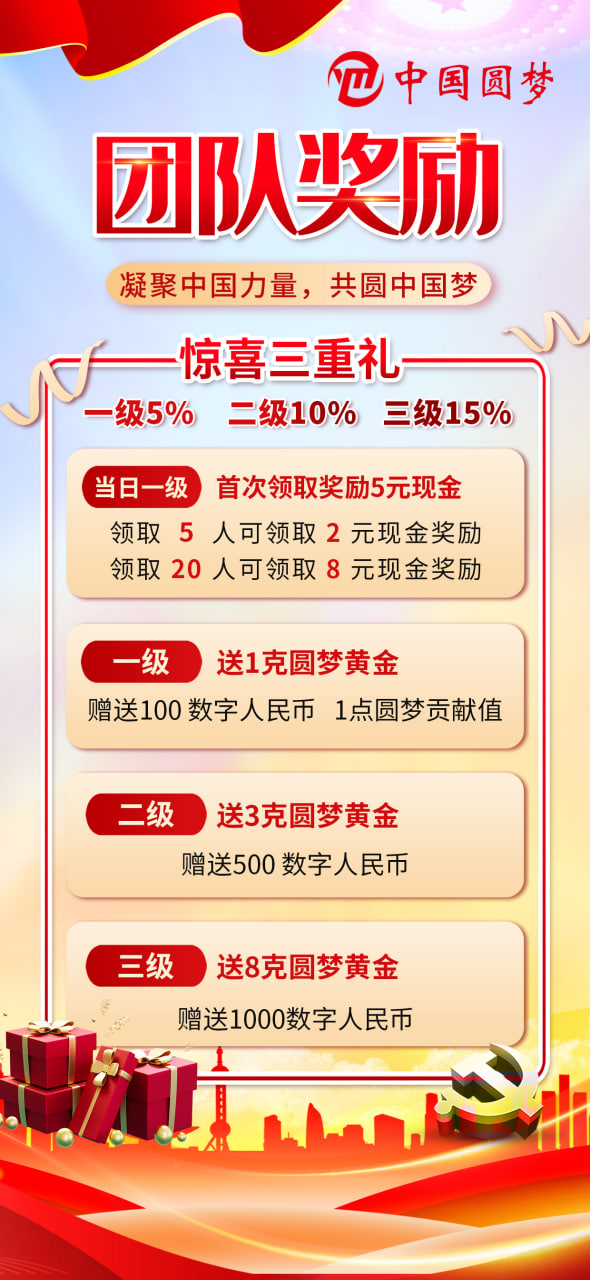 中国圆梦
团队奖励
凝聚中国力量，共圆中国梦
惊喜三重礼
一级5% 二级10% 三级15%
当日一级 首次领取奖励5元现金
领取 5 人可领取 2 元现金奖励
领取 20 人可领取 8 元现金奖励
一级 送1克圆梦黄金
赠送100 数字人民币 1点圆梦贡献值
二级 送3克圆梦黄金
赠送500 数字人民币
三级 送8克圆梦黄金
赠送1000数字人民币